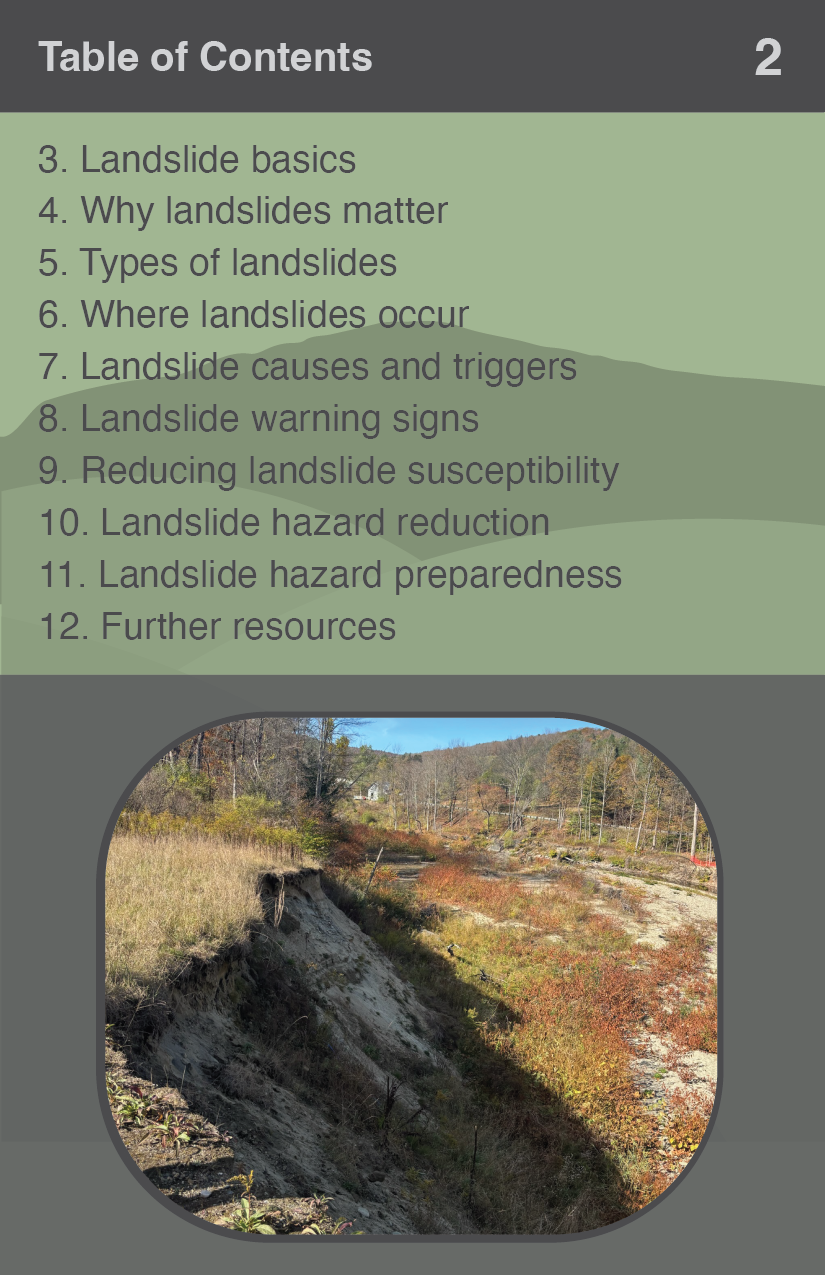 Table of Contents
2
3. Landslide basics
4. Why landslides matter
5. Types of landslides
6. Where landslides occur
7. Landslide causes and triggers
8. Landslide warning signs
9. Reducing landslide susceptibility
10. Landslide hazard reduction
11. Landslide hazard preparedness
12. Further resources